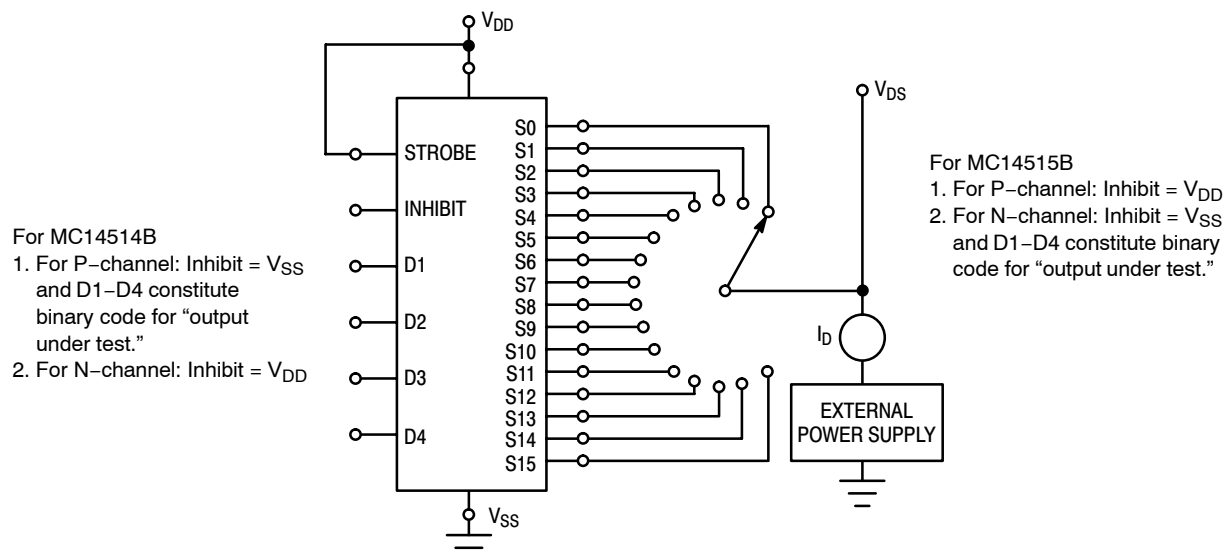 V_DD
V_DS
STROBE
INHIBIT
D1
D2
D3
D4
S0
S1
S2
S3
S4
S5
S6
S7
S8
S9
S10
S11
S12
S13
S14
S15
V_SS
I_D
EXTERNAL
POWER SUPPLY
For MC14514B
1. For P−channel: Inhibit = V_SS
and D1−D4 constitute
binary code for “output
under test.”
2. For N−channel: Inhibit = V_DD
For MC14515B
1. For P−channel: Inhibit = V_DD
2. For N−channel: Inhibit = V_SS
and D1−D4 constitute binary
code for “output under test.”